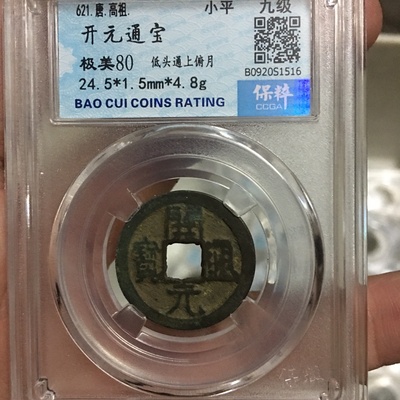 621.唐.高祖. 小平 九级
开元通宝
极美80 低头通上俯月
24.5*1.5mm*4.8g
BAO CUI COINS RATING
B0920S1516
保粹
CCGA
開元通寳